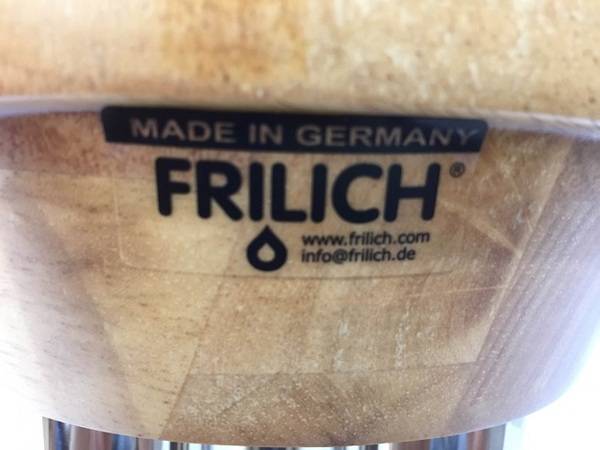 MADE IN GERMANY
FRILICH®
www.frilich.com
info@frilich.de